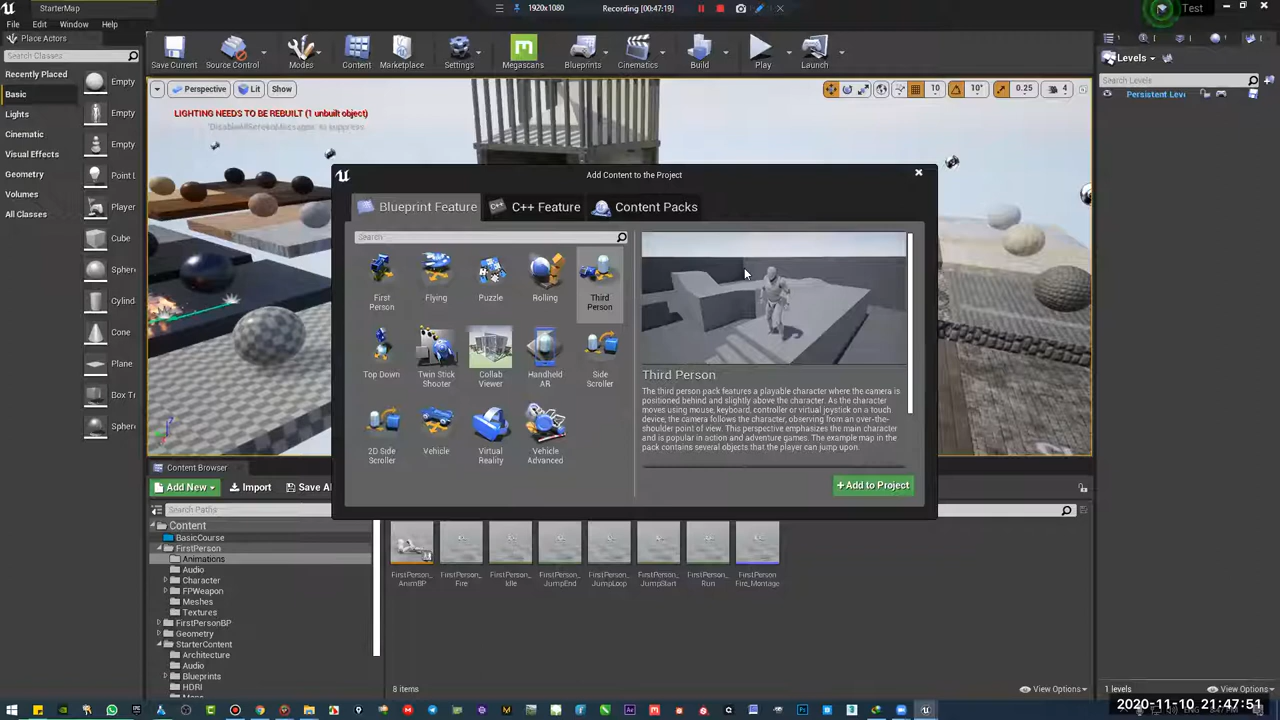 StarterMap
1920x1080
Recording [00:47:19]
Test
File Edit Window Help
Place Actors
Search Classes
Recently Placed
Basic
Lights
Cinematic
Visual Effects
Geometry
Volumes
All Classes
Empty
Empty
Empty
Point L
Player
Cube
Spher
Cylind
Cone
Plane
Box T
Spher
Save Current
Source Control
Modes
Content
Marketplace
Settings
Megascans
Blueprints
Cinematics
Build
Play
Launch
Perspective
Lit
Show
10
10°
0.25
4
LIGHTING NEEDS TO BE REBUILT (1 unbuilt object)
Levels
Search Levels
Persistent Leve
Add Content to the Project
Blueprint Feature
C++ Feature
Content Packs
Search
First Person
Flying
Puzzle
Rolling
Third Person
Top Down
Twin Stick Shooter
Collab Viewer
Handheld AR
Side Scroller
2D Side Scroller
Vehicle
Virtual Reality
Vehicle Advanced
Third Person
The third person pack features a playable character where the camera is
positioned behind and slightly above the character. As the character
moves using mouse, keyboard, controller or virtual joystick on a touch
device, the camera follows the character, observing from an over-the-
shoulder point of view. This perspective emphasizes the main character
and is popular in action and adventure games. The example map in the
pack contains several objects that the player can jump upon.
+Add to Project
Content Browser
Add New
Import
Save Al
Search Paths
Content
BasicCourse
FirstPerson
Animations
Audio
Character
FPWeapon
Meshes
Textures
FirstPersonBP
Geometry
StarterContent
Architecture
Audio
Blueprints
HDRI
FirstPerson_AnimBP
FirstPerson_Fire
FirstPerson_Idle
FirstPerson_JumpEnd
FirstPerson_JumpLoop
FirstPerson_JumpStart
FirstPerson_Run
FirstPerson Fire_Montage
8 items
View Options
1 levels
View Options
2020-11-10 21:47:51